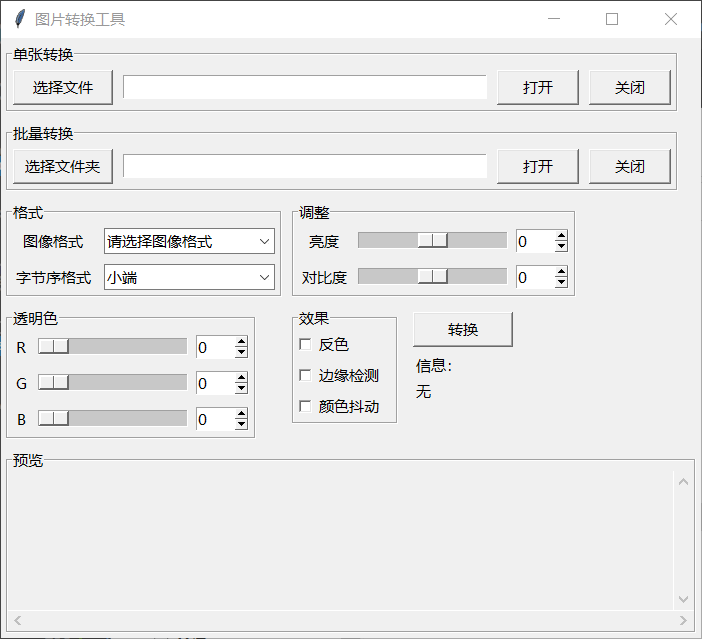 图片转换工具
单张转换
选择文件 打开 关闭
批量转换
选择文件夹 打开 关闭
格式 调整
图像格式 请选择图像格式 亮度 0
字节序格式 小端 对比度 0
透明色 效果
R 0 反色 转换
G 0 边缘检测 信息:
B 0 颜色抖动 无
预览